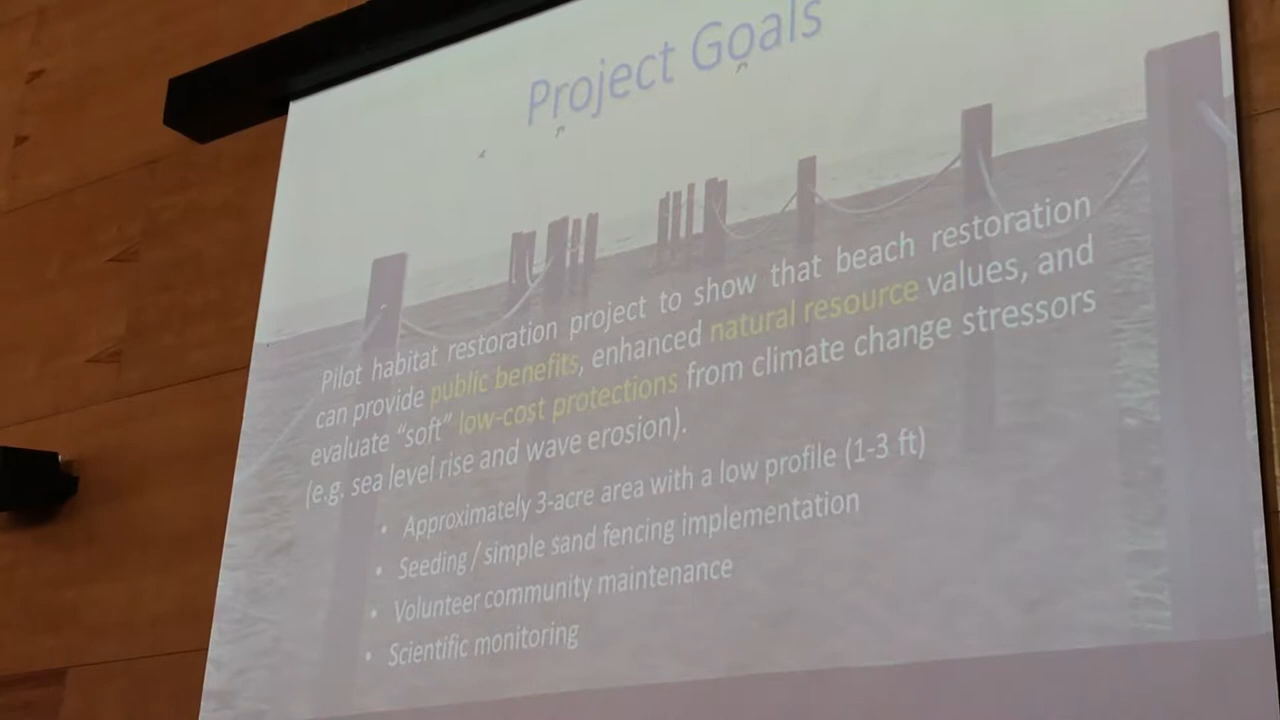 Project Goals
Pilot habitat restoration project to show that beach restoration
can provide public benefits, enhanced natural resource values, and
evaluate “soft” low-cost protections from climate change stressors
(e.g. sea level rise and wave erosion).
• Approximately 3-acre area with a low profile (1-3 ft)
• Seeding / simple sand fencing implementation
• Volunteer community maintenance
• Scientific monitoring